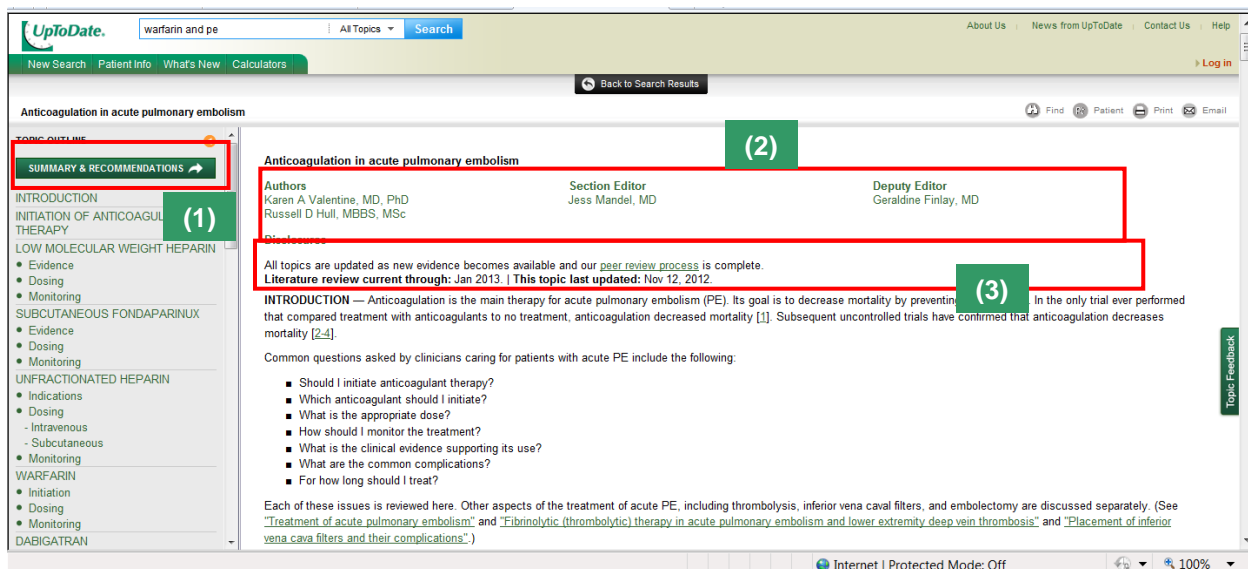 UpToDate.
warfarin and pe
All Topics
Search
About Us
News from UpToDate
Contact Us
Help
New Search
Patient Info
What's New
Calculators
Log in
Back to Search Results
Anticoagulation in acute pulmonary embolism
Find
Patient
Print
Email
TOPIC OUTLINE
SUMMARY & RECOMMENDATIONS
(1)
INTRODUCTION
INITIATION OF ANTICOAGUL
THERAPY
LOW MOLECULAR WEIGHT HEPARIN
• Evidence
• Dosing
• Monitoring
SUBCUTANEOUS FONDAPARINUX
• Evidence
• Dosing
• Monitoring
UNFRACTIONATED HEPARIN
• Indications
• Dosing
- Intravenous
- Subcutaneous
• Monitoring
WARFARIN
• Initiation
• Dosing
• Monitoring
DABIGATRAN
Anticoagulation in acute pulmonary embolism
(2)
Authors
Karen A Valentine, MD, PhD
Russell D Hull, MBBS, MSc
Section Editor
Jess Mandel, MD
Deputy Editor
Geraldine Finlay, MD
Disclosures
All topics are updated as new evidence becomes available and our peer review process is complete.
Literature review current through: Jan 2013. | This topic last updated: Nov 12, 2012.
(3)
INTRODUCTION — Anticoagulation is the main therapy for acute pulmonary embolism (PE). Its goal is to decrease mortality by preventing In the only trial ever performed
that compared treatment with anticoagulants to no treatment, anticoagulation decreased mortality [1]. Subsequent uncontrolled trials have confirmed that anticoagulation decreases
mortality [2-4].
Common questions asked by clinicians caring for patients with acute PE include the following:
■ Should I initiate anticoagulant therapy?
■ Which anticoagulant should I initiate?
■ What is the appropriate dose?
■ How should I monitor the treatment?
■ What is the clinical evidence supporting its use?
■ What are the common complications?
■ For how long should I treat?
Each of these issues is reviewed here. Other aspects of the treatment of acute PE, including thrombolysis, inferior vena caval filters, and embolectomy are discussed separately. (See
"Treatment of acute pulmonary embolism" and "Fibrinolytic (thrombolytic) therapy in acute pulmonary embolism and lower extremity deep vein thrombosis" and "Placement of inferior
vena cava filters and their complications".)
Topic Feedback
Internet | Protected Mode: Off
100%